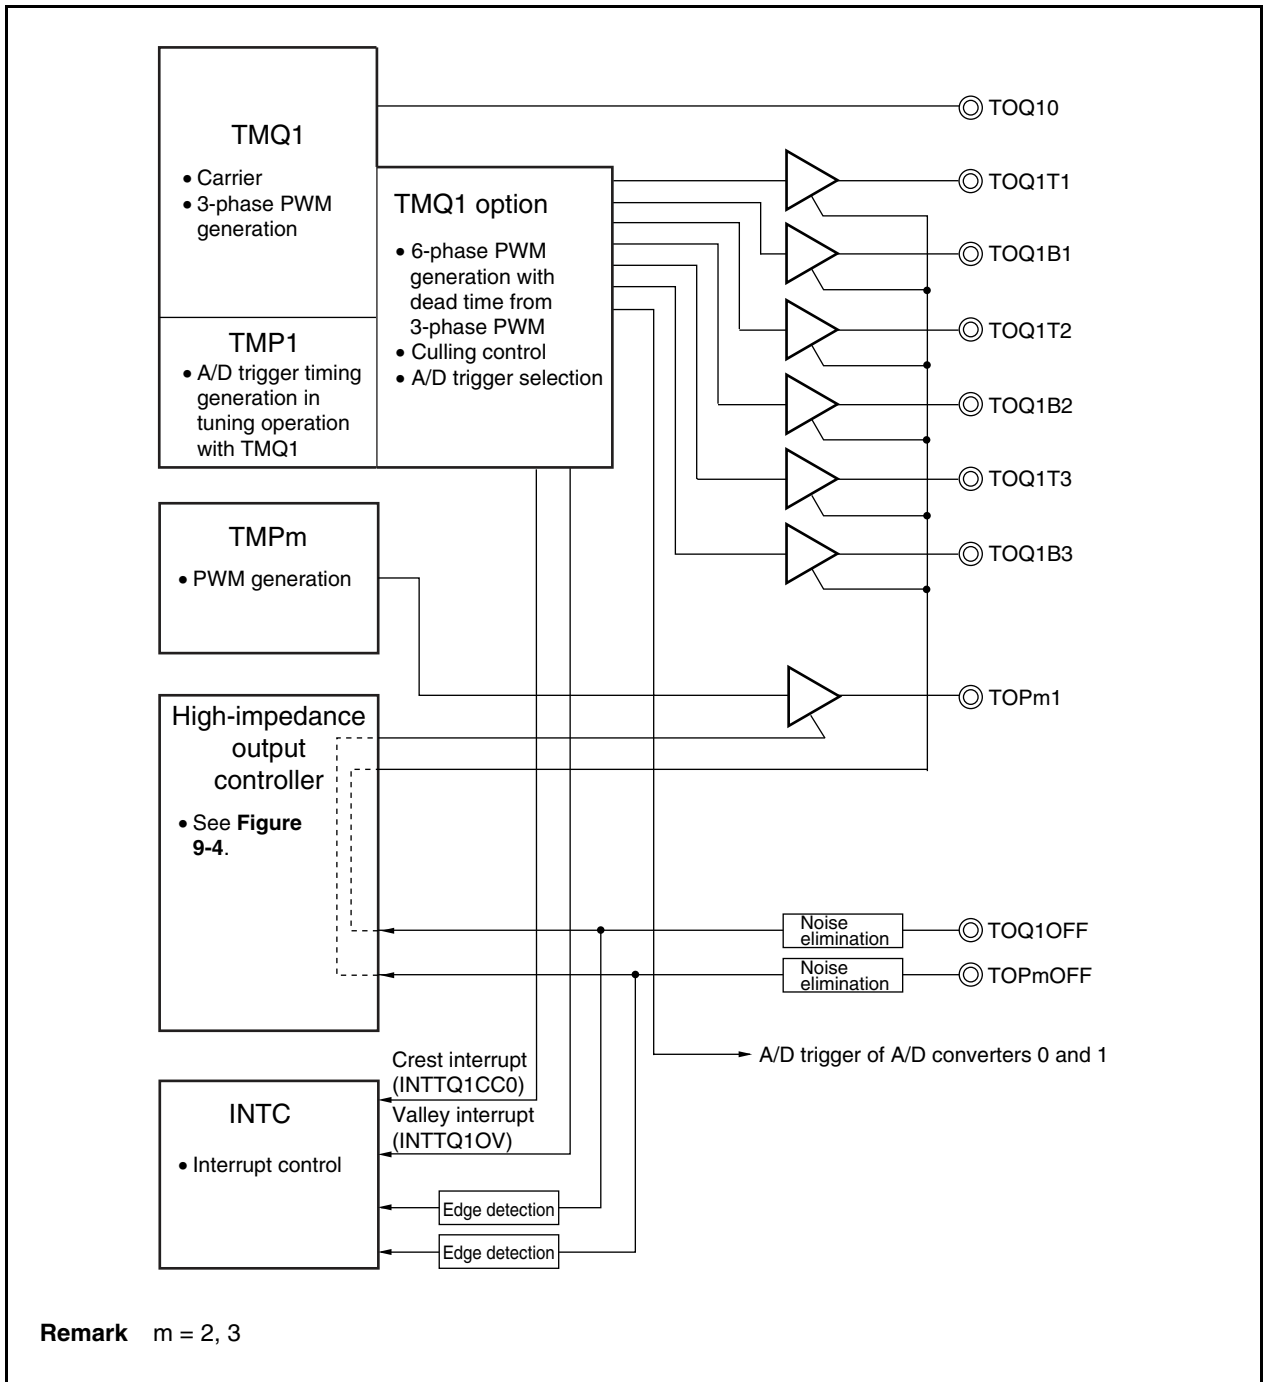 TMQ1
• Carrier
• 3-phase PWM
generation
TMP1
• A/D trigger timing
generation in
tuning operation
with TMQ1
TMQ1 option
• 6-phase PWM
generation with
dead time from
3-phase PWM
• Culling control
• A/D trigger selection
TOQ10
TOQ1T1
TOQ1B1
TOQ1T2
TOQ1B2
TOQ1T3
TOQ1B3
TMPm
• PWM generation
TOPm1
High-impedance
output
controller
• See Figure
9-4.
Noise
elimination
TOQ1OFF
Noise
elimination
TOPmOFF
A/D trigger of A/D converters 0 and 1
Crest interrupt
(INTTQ1CC0)
Valley interrupt
(INTTQ1OV)
INTC
• Interrupt control
Edge detection
Edge detection
Remark m = 2, 3